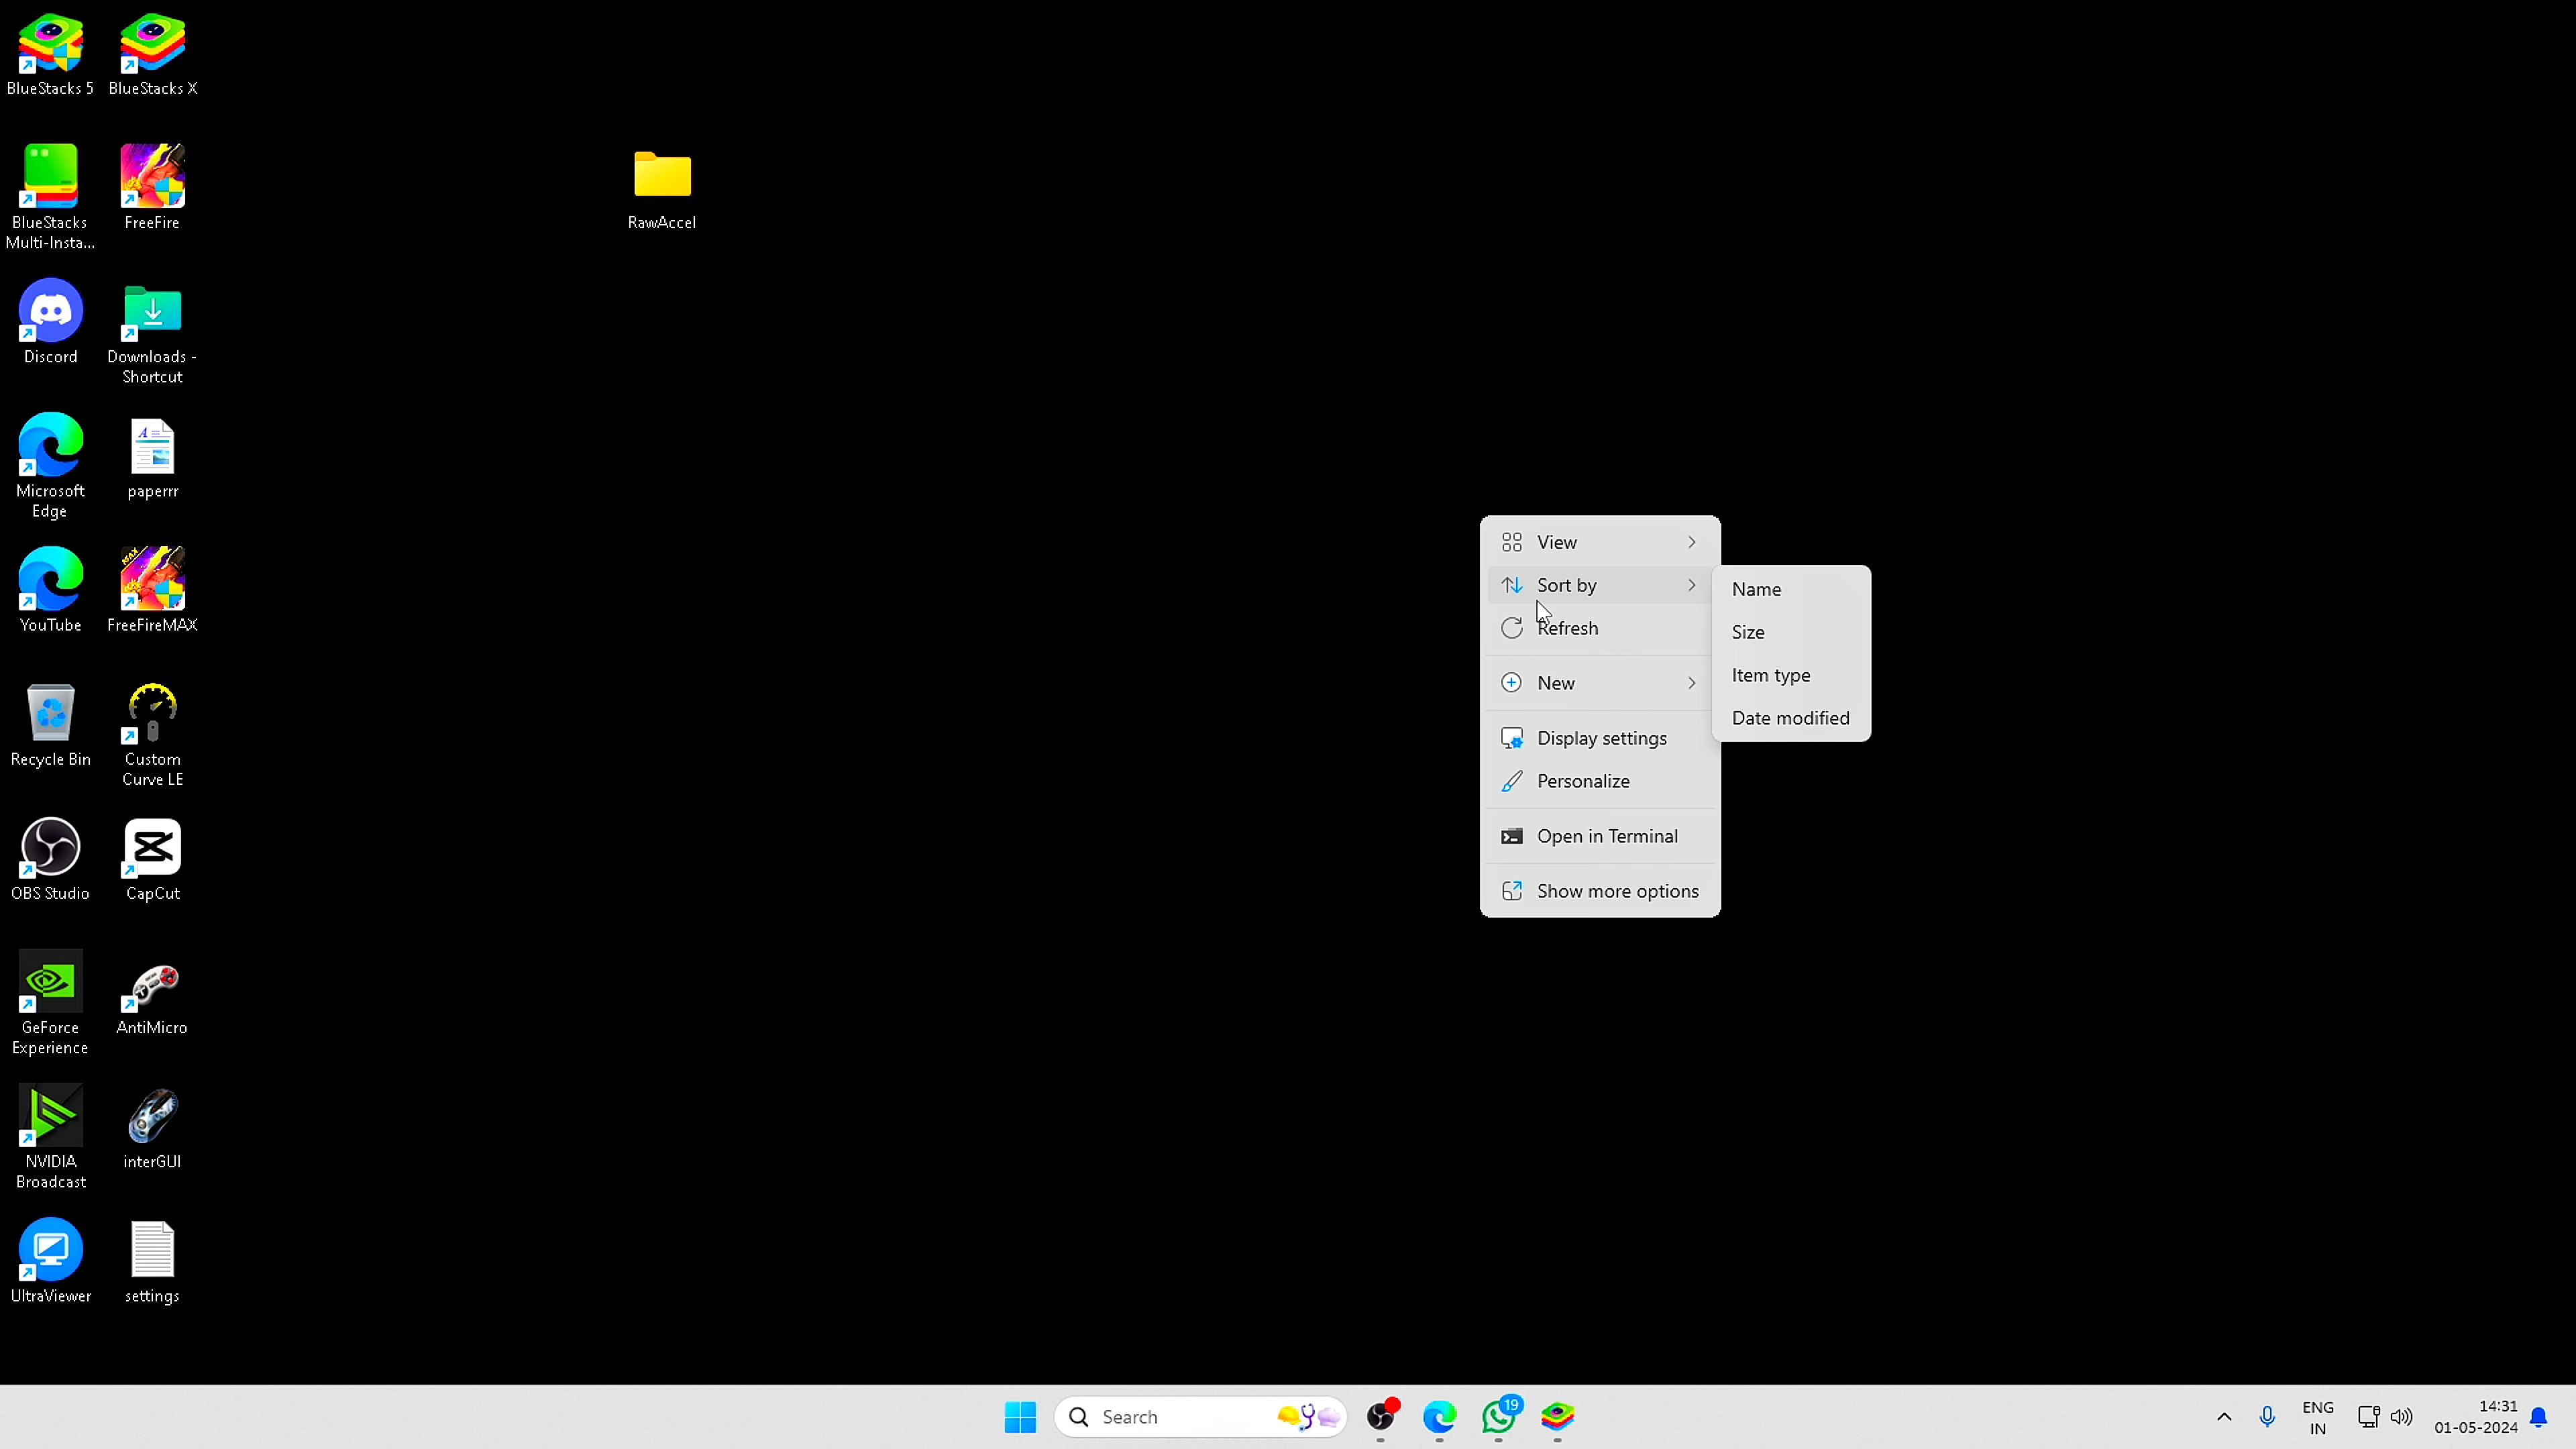 BlueStacks 5
BlueStacks X
BlueStacks
Multi-Insta...
FreeFire
RawAccel
Discord
Downloads -
Shortcut
Microsoft
Edge
paperrr
YouTube
FreeFireMAX
Recycle Bin
Custom
Curve LE
OBS Studio
CapCut
GeForce
Experience
AntiMicro
NVIDIA
Broadcast
interGUI
UltraViewer
settings
View
Sort by
Refresh
New
Display settings
Personalize
Open in Terminal
Show more options
Name
Size
Item type
Date modified
Search
19
ENG
IN
14:31
01-05-2024